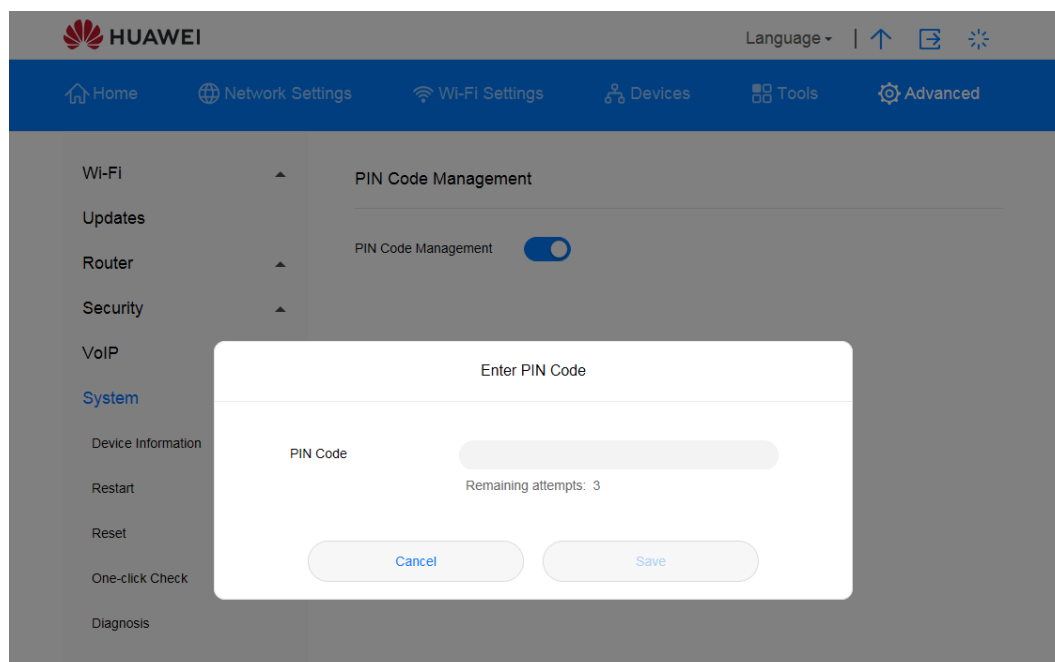 HUAWEI
Language
Home Network Settings Wi-Fi Settings Devices Tools Advanced
Wi-Fi
Updates
Router
Security
VoIP
System
Device Information
Restart
Reset
One-click Check
Diagnosis
PIN Code Management
PIN Code Management
Enter PIN Code
PIN Code
Remaining attempts: 3
Cancel Save